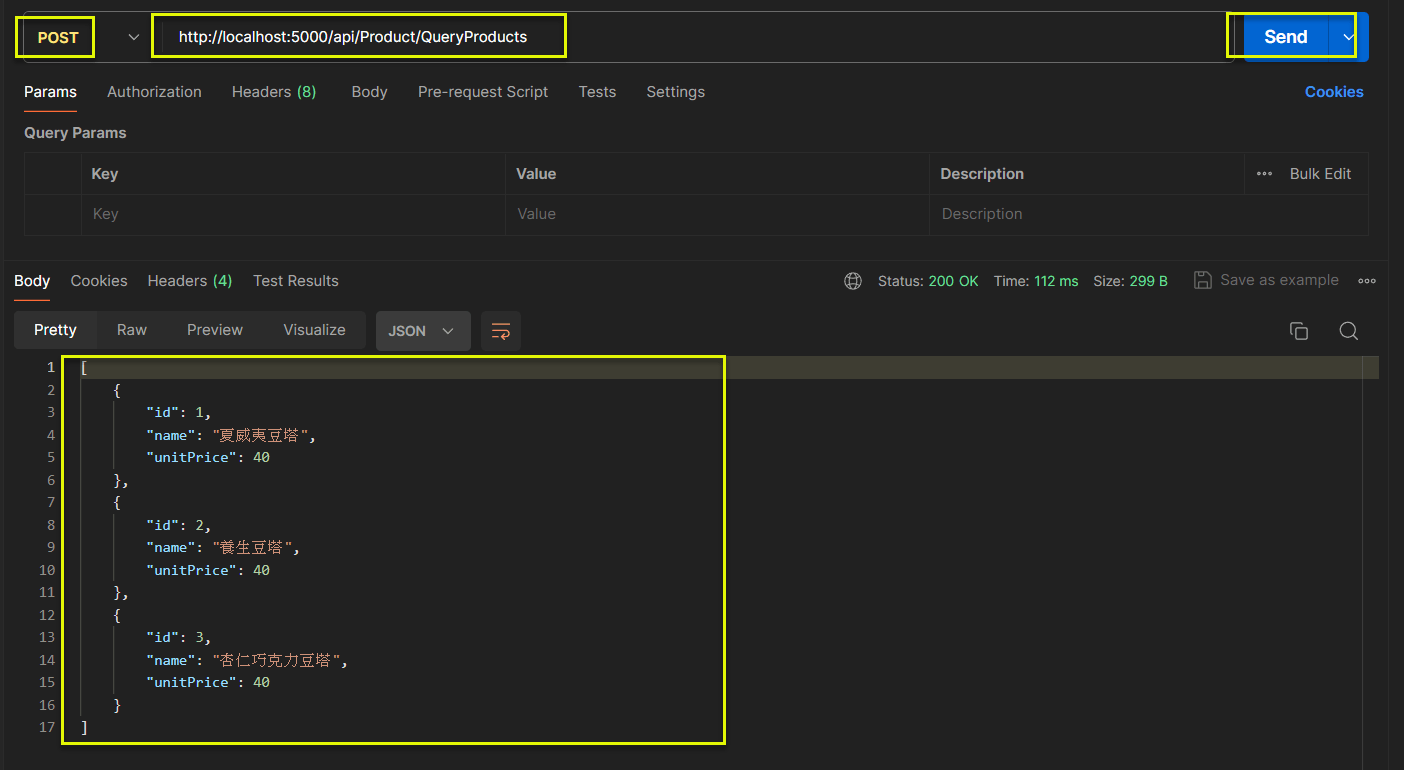 POST http://localhost:5000/api/Product/QueryProducts Send
Params Authorization Headers (8) Body Pre-request Script Tests Settings Cookies
Query Params
Key Value Description ••• Bulk Edit
Key Value Description
Body Cookies Headers (4) Test Results Status: 200 OK Time: 112 ms Size: 299 B Save as example
Pretty Raw Preview Visualize JSON
1 [
2 {
3 "id": 1,
4 "name": "夏威夷豆塔",
5 "unitPrice": 40
6 },
7 {
8 "id": 2,
9 "name": "養生豆塔",
10 "unitPrice": 40
11 },
12 {
13 "id": 3,
14 "name": "杏仁巧克力豆塔",
15 "unitPrice": 40
16 }
17 ]